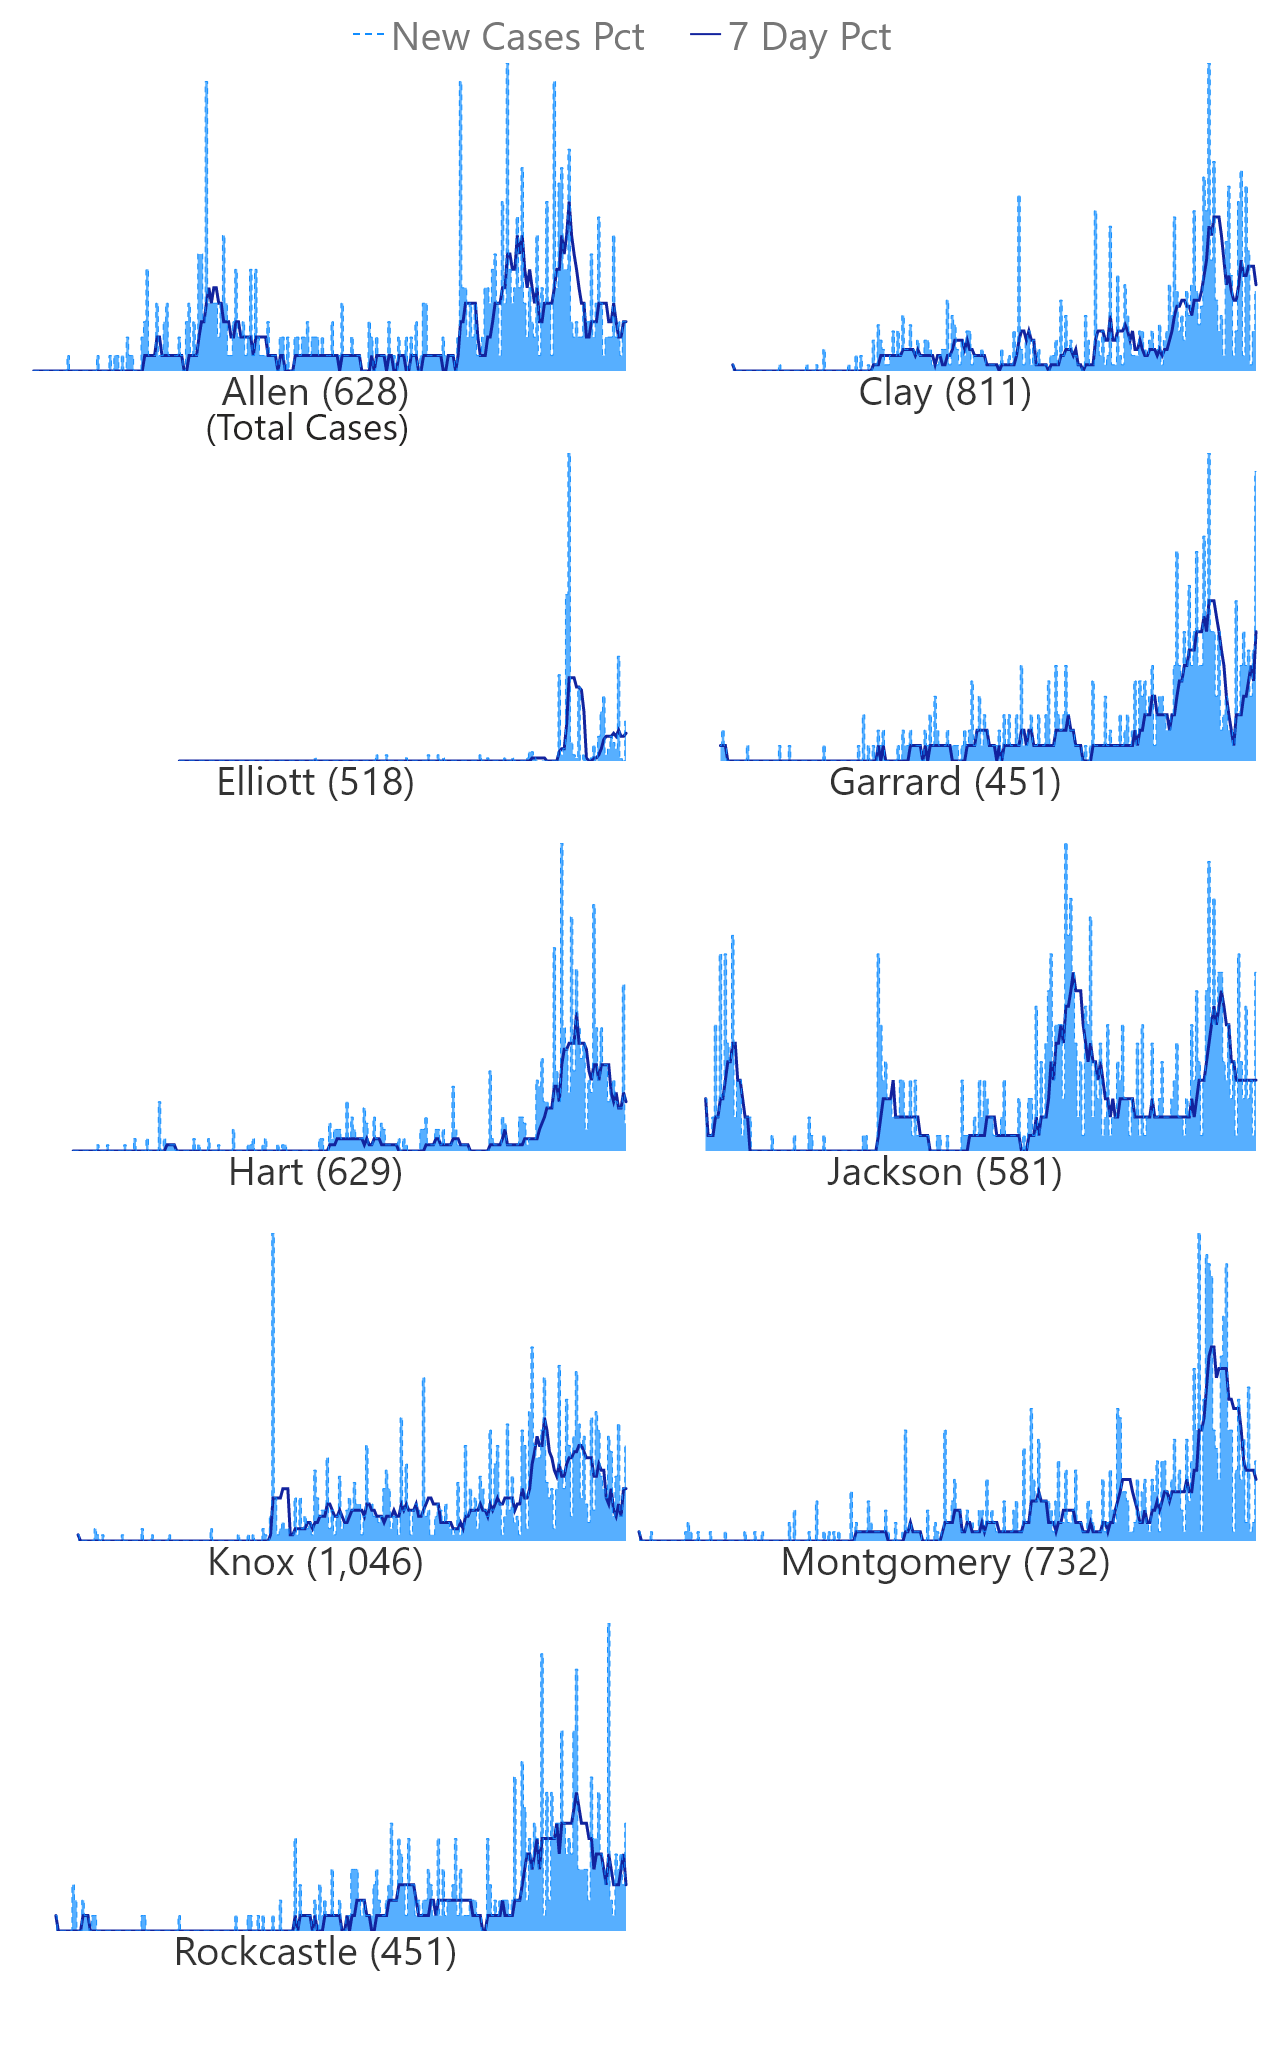 New Cases Pct 7 Day Pct
Allen (628) Clay (811)
(Total Cases)
Elliott (518) Garrard (451)
Hart (629) Jackson (581)
Knox (1,046) Montgomery (732)
Rockcastle (451)